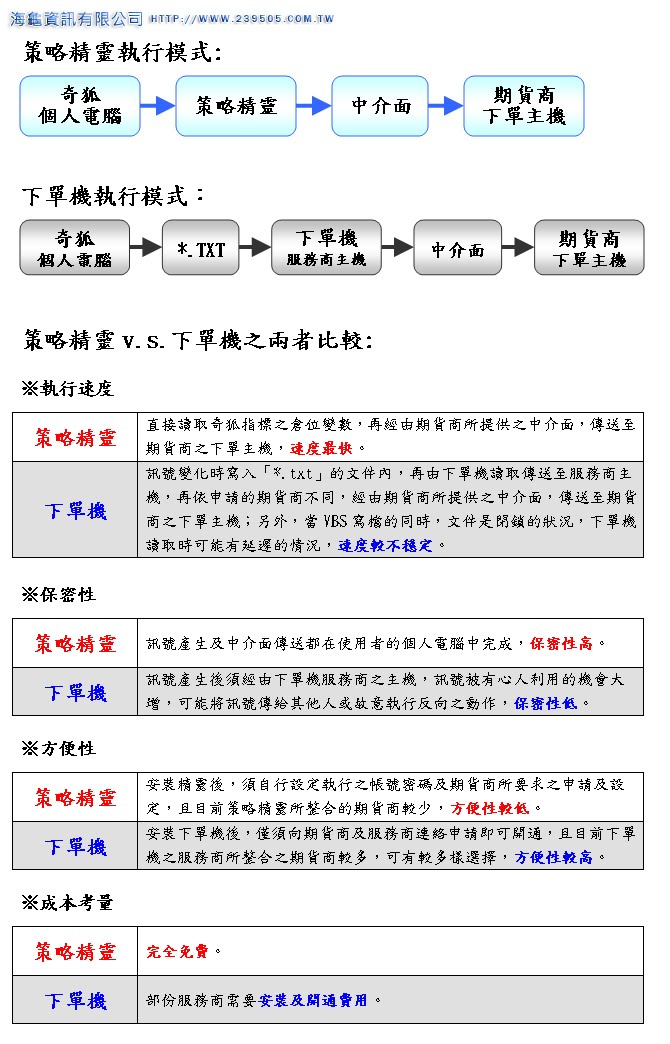 海龜資訊有限公司 HTTP://WWW.239505.COM.TW
策略精靈執行模式:
奇狐
個人電腦
策略精靈
中介面
期貨商
下單主機
下單機執行模式：
奇狐
個人電腦
*.TXT
下單機
服務商主機
中介面
期貨商
下單主機
策略精靈 V.S.下單機之兩者比較:
※執行速度
策略精靈
直接讀取奇狐指標之倉位變數，再經由期貨商所提供之中介面，傳送至
期貨商之下單主機，速度最快。
下單機
訊號變化時寫入「*.txt」的文件內，再由下單機讀取傳送至服務商主
機，再依申請的期貨商不同，經由期貨商所提供之中介面，傳送至期貨
商之下單主機；另外，當 VBS 寫檔的同時，文件是閉鎖的狀況，下單機
讀取時可能有延遲的情況，速度較不穩定。
※保密性
策略精靈
訊號產生及中介面傳送都在使用者的個人電腦中完成，保密性高。
下單機
訊號產生後須經由下單機服務商之主機，訊號被有心人利用的機會大
增，可能將訊號傳給其他人或故意執行反向之動作，保密性低。
※方便性
策略精靈
安裝精靈後，須自行設定執行之帳號密碼及期貨商所要求之申請及設
定，且目前策略精靈所整合的期貨商較少，方便性較低。
下單機
安裝下單機後，僅須向期貨商及服務商連絡申請即可開通，且目前下單
機之服務商所整合之期貨商較多，可有較多樣選擇，方便性較高。
※成本考量
策略精靈
完全免費。
下單機
部份服務商需要安裝及開通費用。